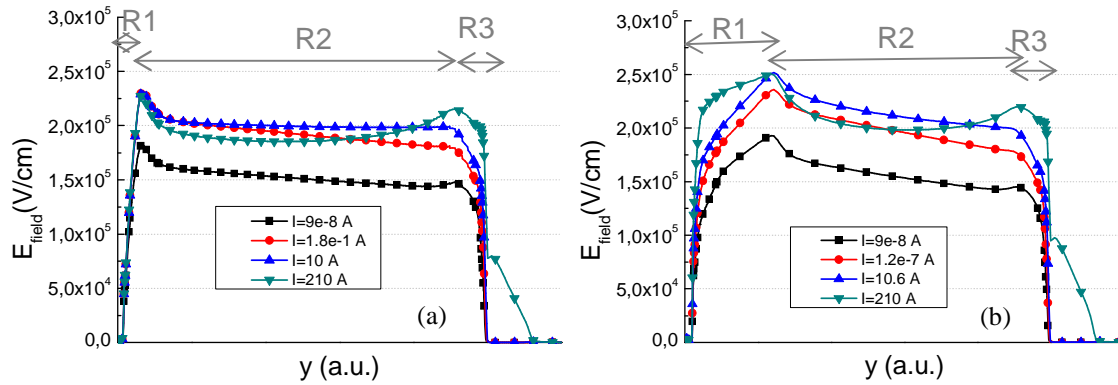 R1
R2
R3
3,0x10⁵
2,5x10⁵
2,0x10⁵
1,5x10⁵
1,0x10⁵
5,0x10⁴
0,0
E_field(V/cm)
I=9e-8 A
I=1.8e-1 A
I=10 A
I=210 A
(a)
y (a.u.)
R1
R2
R3
3,0x10⁵
2,5x10⁵
2,0x10⁵
1,5x10⁵
1,0x10⁵
5,0x10⁴
0,0
E_field(V/cm)
I=9e-8 A
I=1.2e-7 A
I=10.6 A
I=210 A
(b)
y (a.u.)